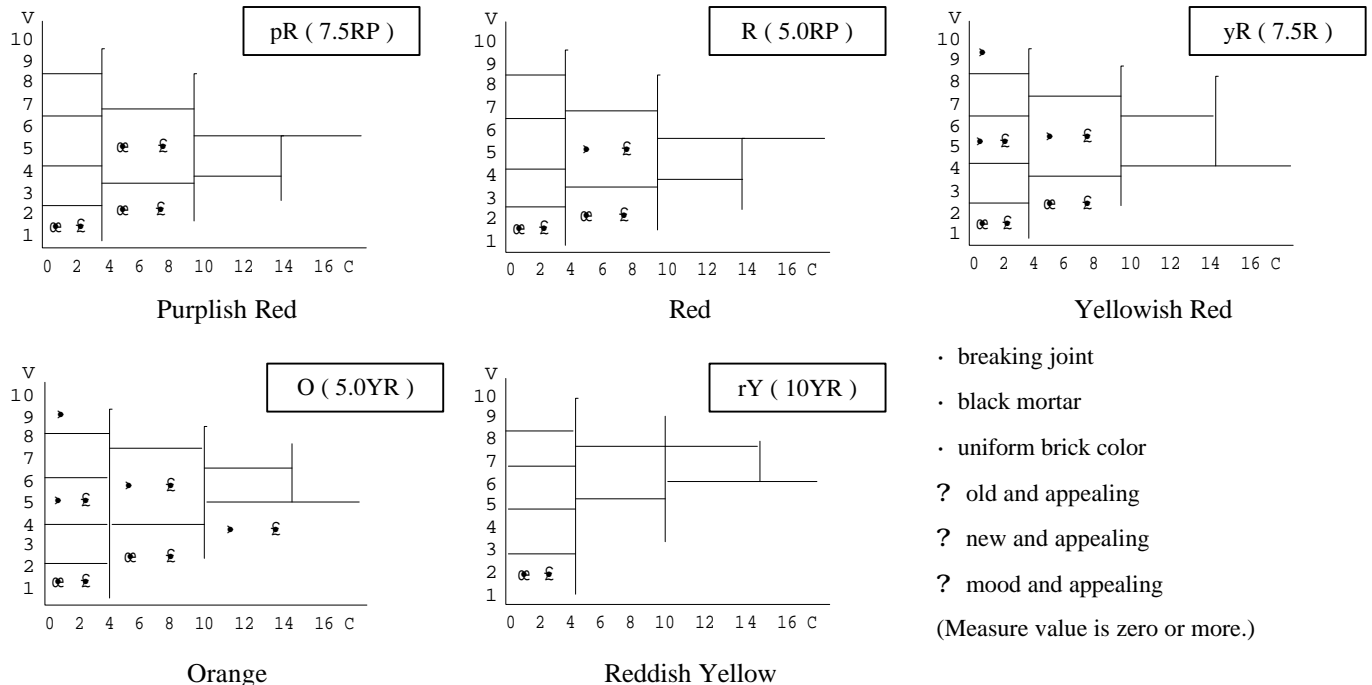 V
pR ( 7.5RP )
10
9
8
7
6
5
4
3
2
1
œ £
œ £
œ £
0 2 4 6 8 10 12 14 16 C
Purplish Red
V
R ( 5.0RP )
10
9
8
7
6
5
4
3
2
1
£
œ £
œ £
0 2 4 6 8 10 12 14 16 C
Red
V
yR ( 7.5R )
10
9
8
7
6
5
4
3
2
1
£ £
œ £
œ £
0 2 4 6 8 10 12 14 16 C
Yellowish Red
V
O ( 5.0YR )
10
9
8
7
6
5
4
3
2
1
£
£ £
œ £
œ £
0 2 4 6 8 10 12 14 16 C
Orange
V
rY ( 10YR )
10
9
8
7
6
5
4
3
2
1
œ £
0 2 4 6 8 10 12 14 16 C
Reddish Yellow
· breaking joint
· black mortar
· uniform brick color
? old and appealing
? new and appealing
? mood and appealing
(Measure value is zero or more.)